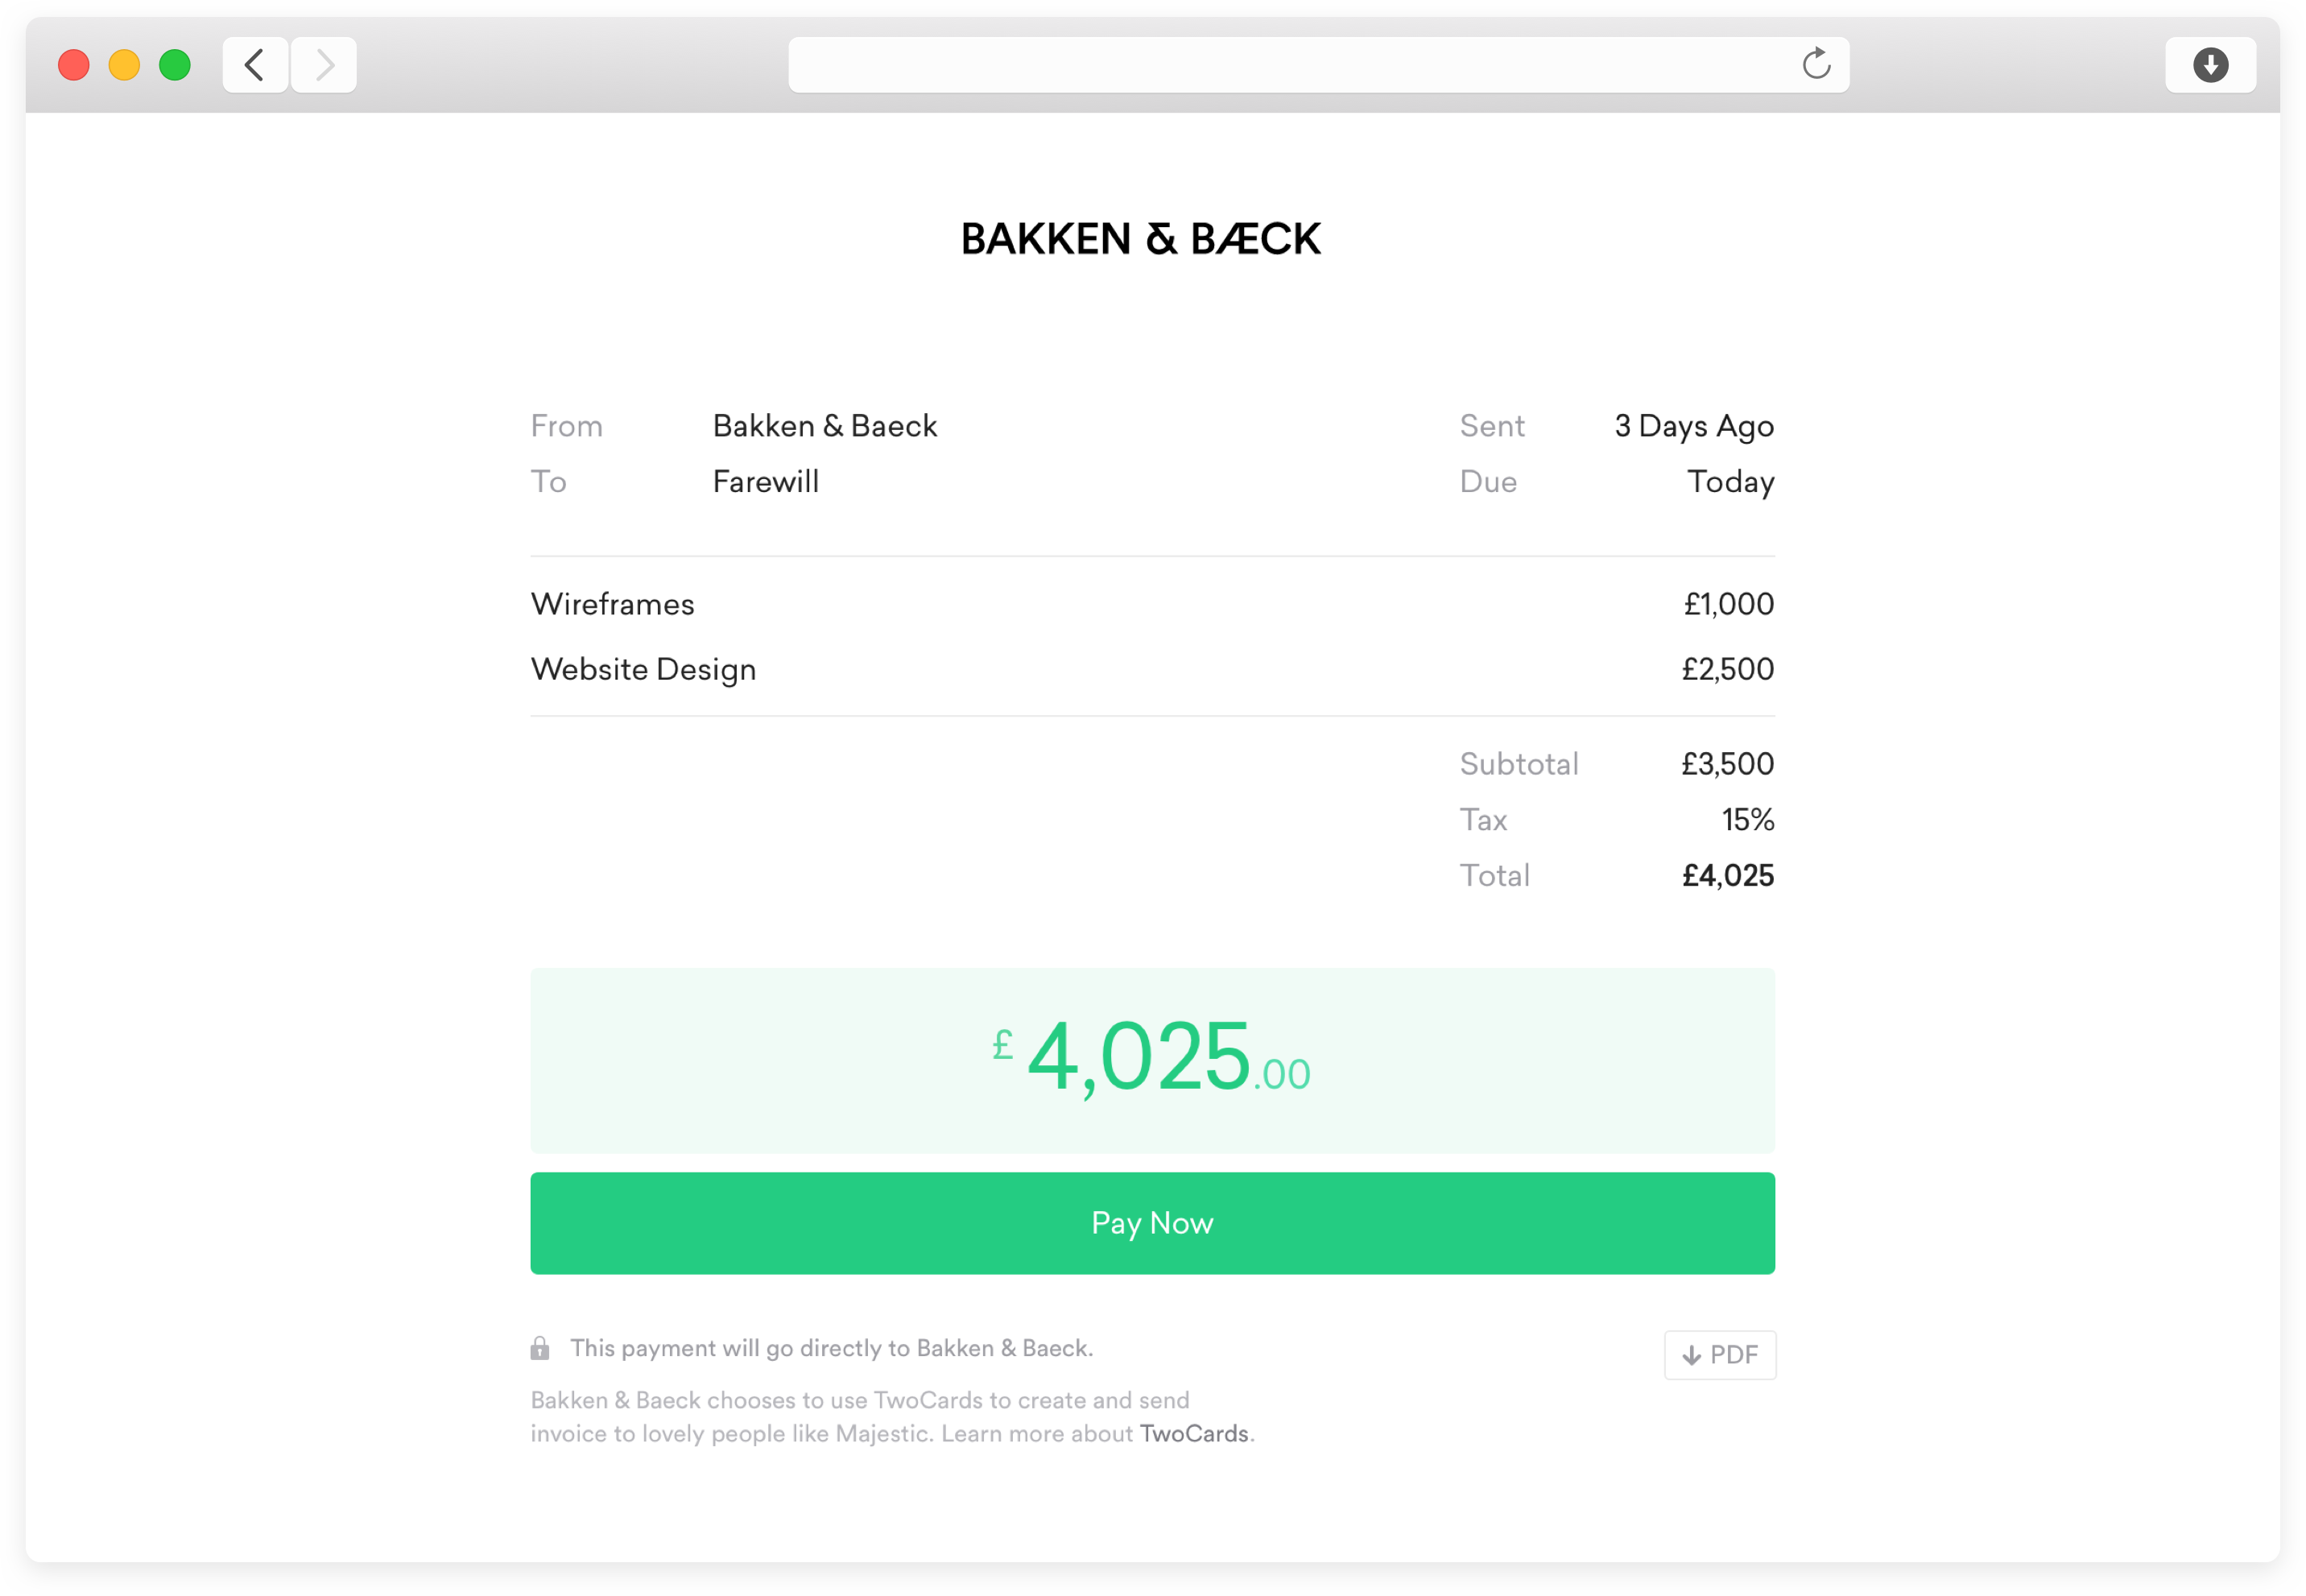 BAKKEN & BÆCK
From Bakken & Baeck Sent 3 Days Ago
To Farewill Due Today
Wireframes £1,000
Website Design £2,500
Subtotal £3,500
Tax 15%
Total £4,025
£4,025.00
Pay Now
This payment will go directly to Bakken & Baeck.
PDF
Bakken & Baeck chooses to use TwoCards to create and send
invoice to lovely people like Majestic. Learn more about TwoCards.